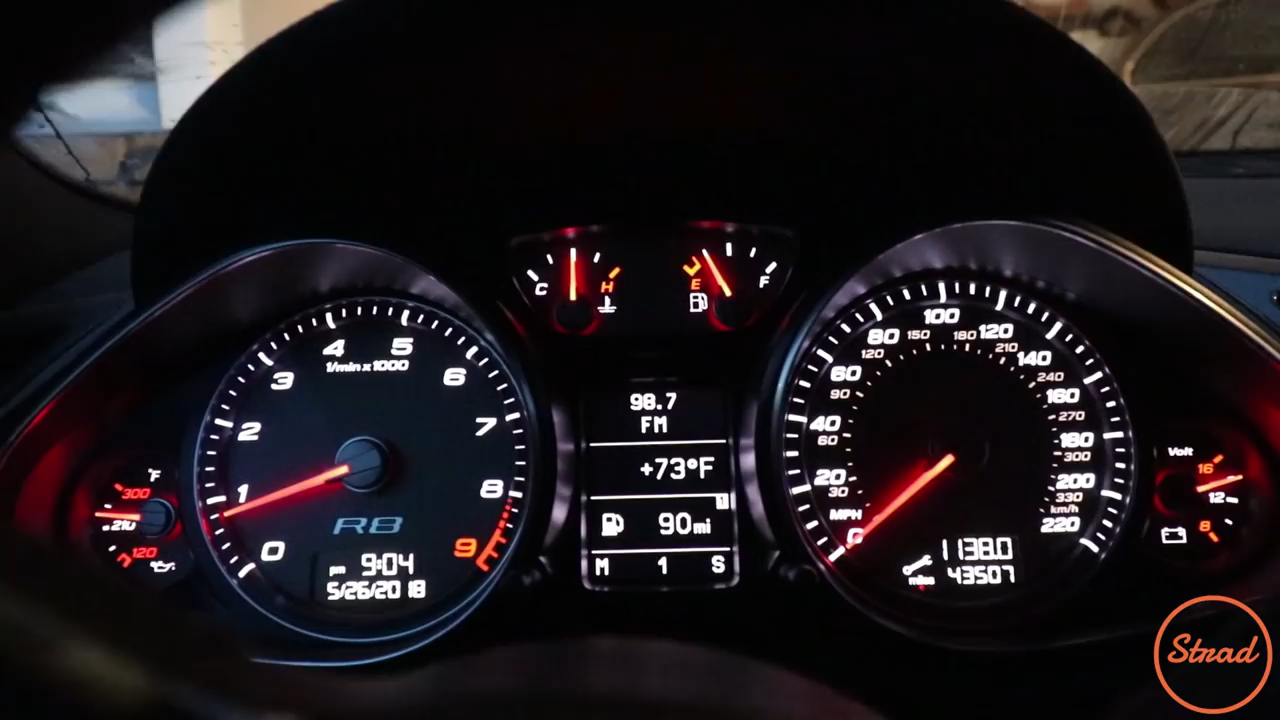 °F
300
210
120
4
5
1/min x 1000
3
6
2
7
1
8
0
9
R8
pm 9:04
5/26/2018
C
H
E
F
98.7
FM
+73°F
1
90mi
M 1 S
100
80
120
60
140
40
160
20
180
MPH
200
0
220
150
180
120
210
90
240
60
270
30
300
330
km/h
1138.0
miles 43507
Volt
16
12
8
Strad